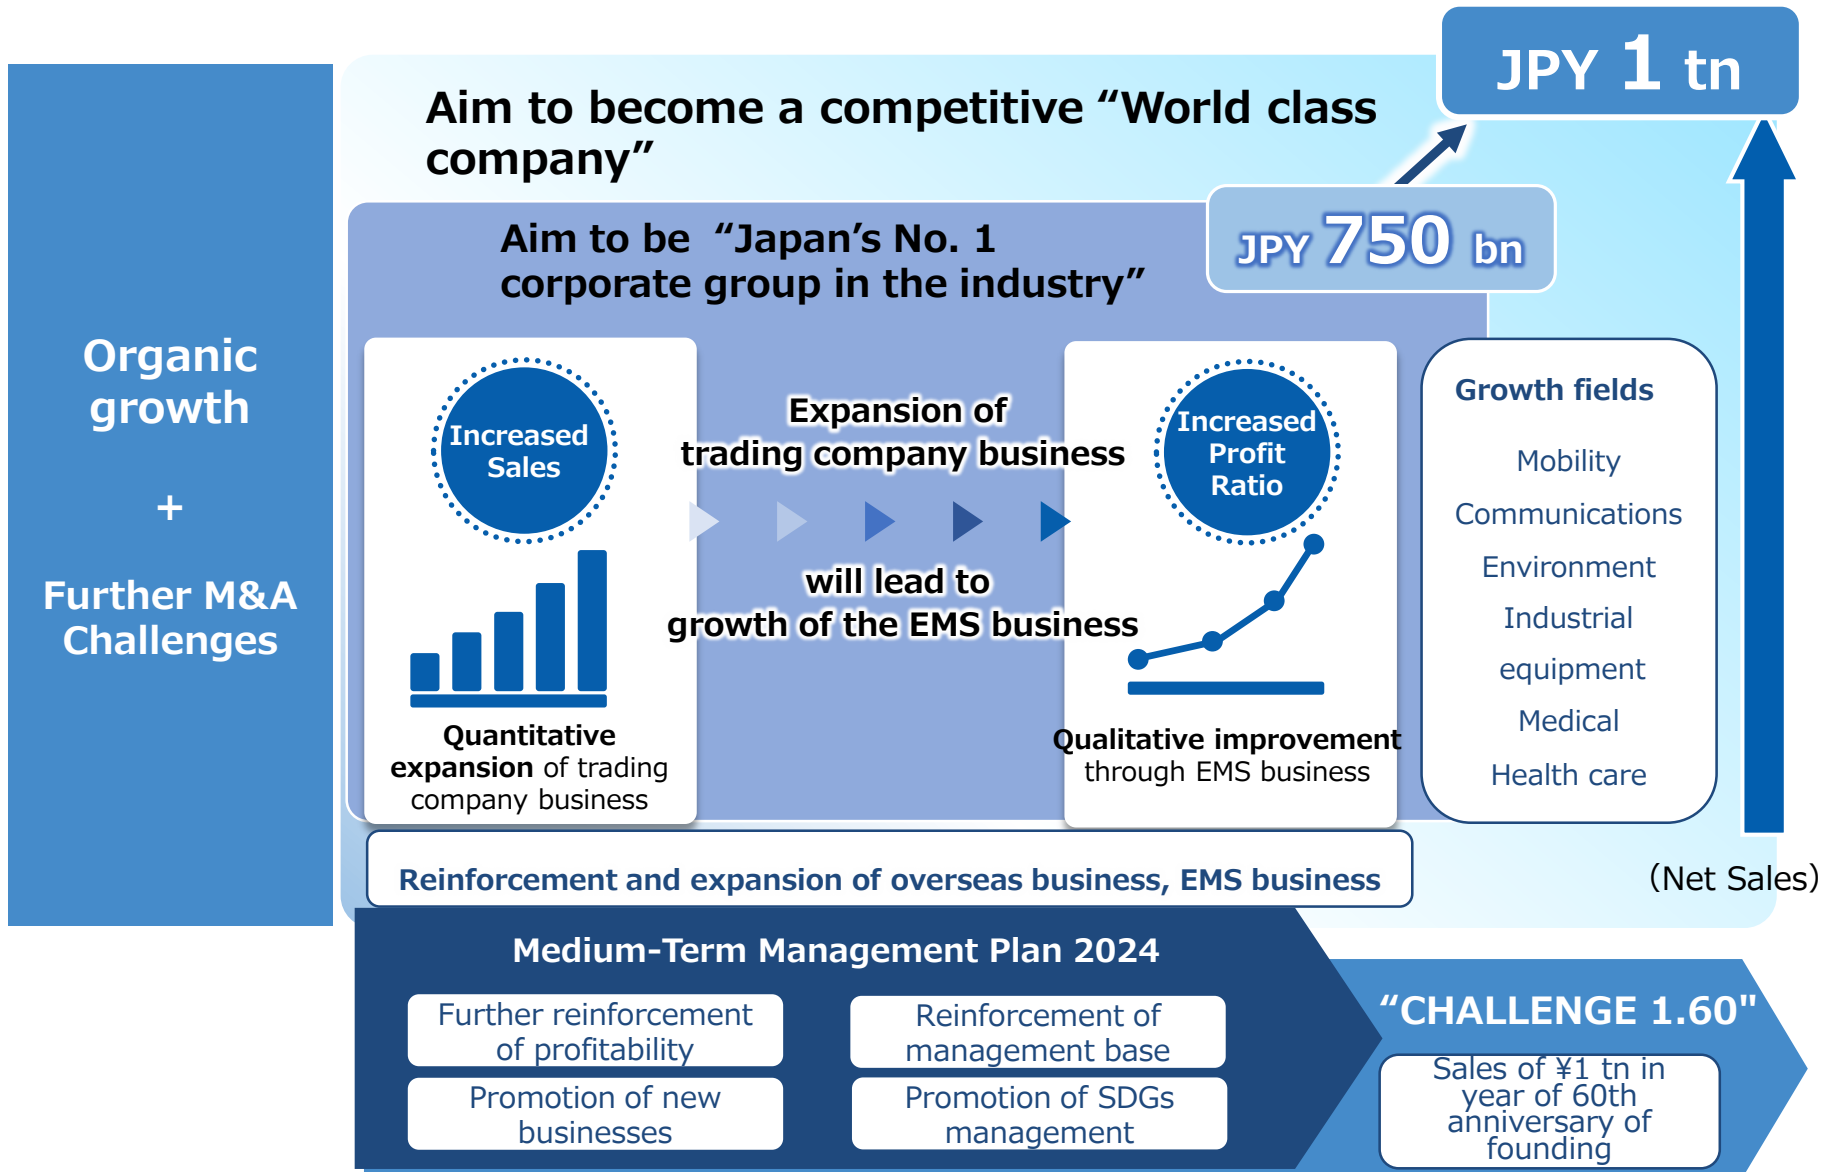 JPY 1 tn
Aim to become a competitive “World class
company”
Aim to be “Japan’s No. 1
corporate group in the industry”
JPY 750 bn
Organic
growth
+
Further M&A
Challenges
Increased
Sales
Quantitative
expansion of trading
company business
Expansion of
trading company business
will lead to
growth of the EMS business
Increased
Profit
Ratio
Qualitative improvement
through EMS business
Growth fields
Mobility
Communications
Environment
Industrial
equipment
Medical
Health care
(Net Sales)
Reinforcement and expansion of overseas business, EMS business
Medium-Term Management Plan 2024
Further reinforcement
of profitability
Reinforcement of
management base
Promotion of new
businesses
Promotion of SDGs
management
“CHALLENGE 1.60"
Sales of ¥1 tn in
year of 60th
anniversary of
founding